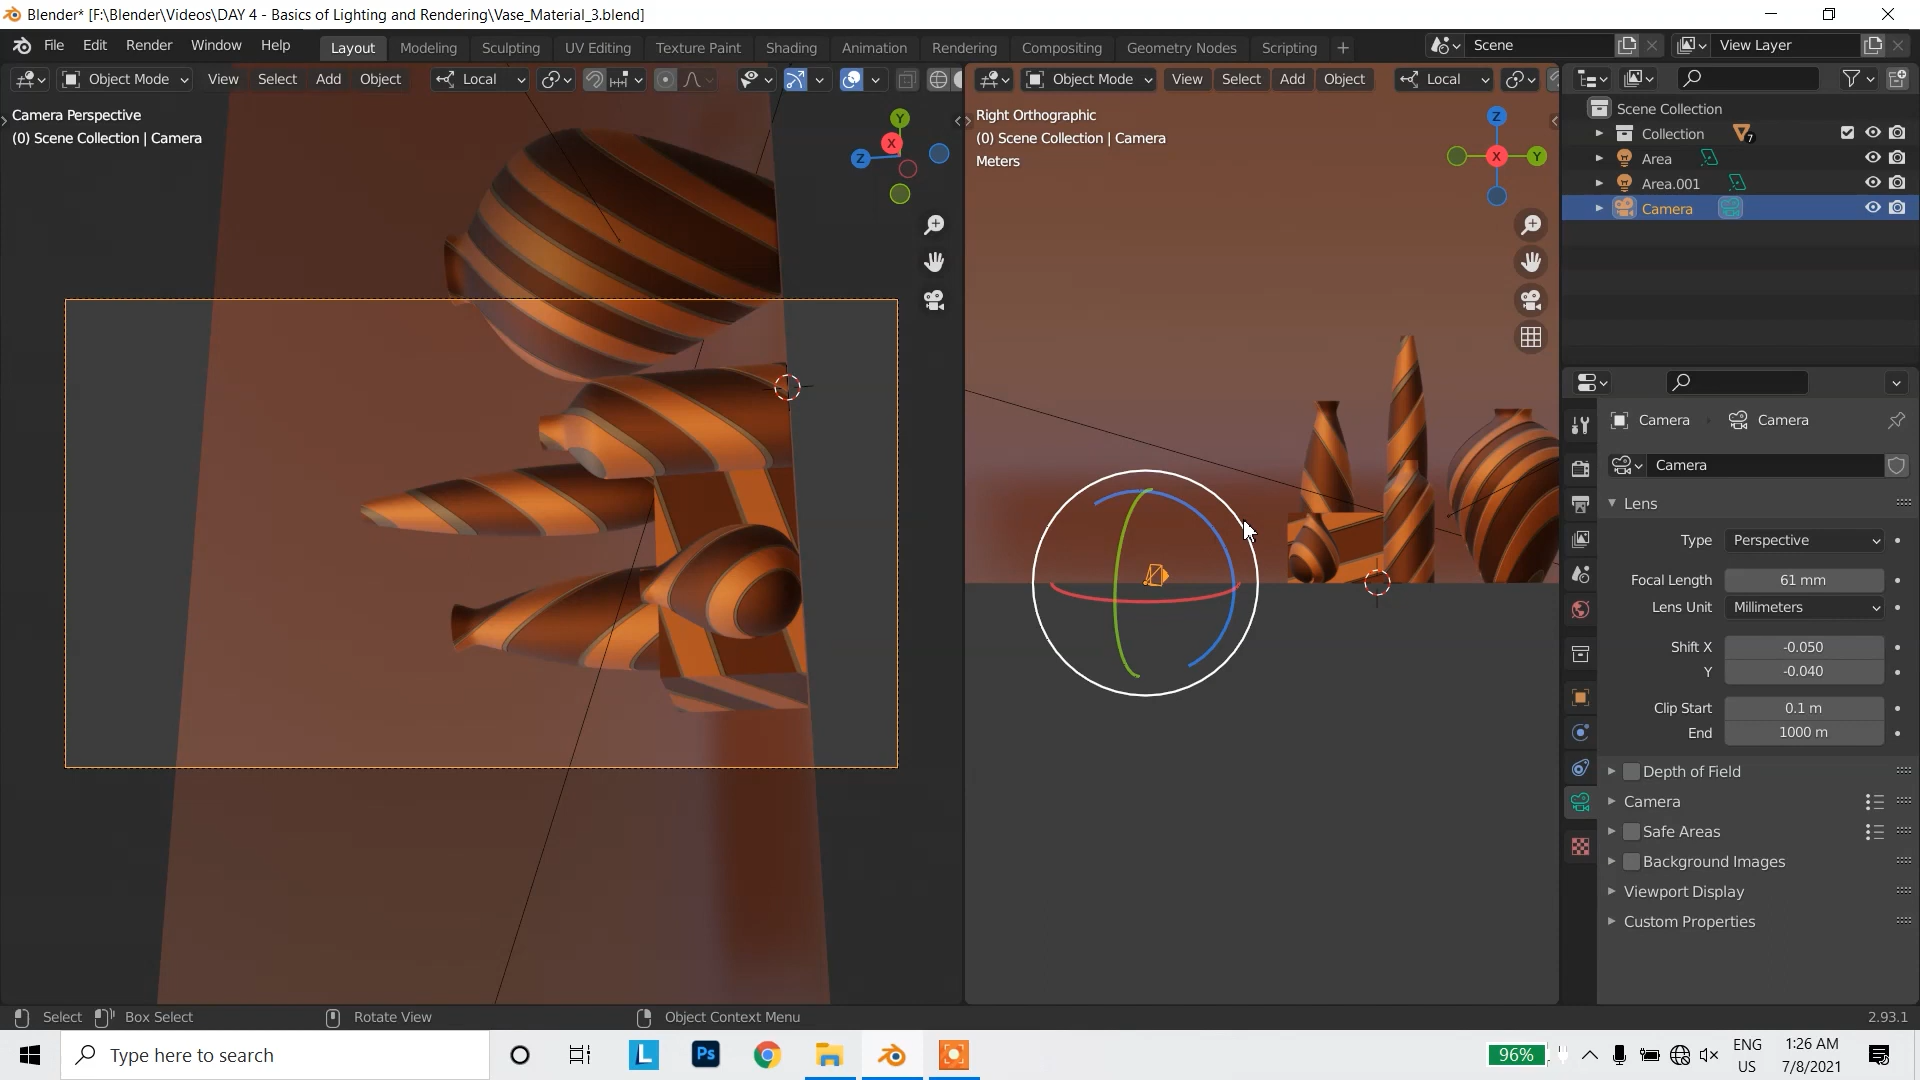 Blender* [F:\Blender\Videos\DAY 4 - Basics of Lighting and Rendering\Vase_Material_3.blend]
File Edit Render Window Help Layout Modeling Sculpting UV Editing Texture Paint Shading Animation Rendering Compositing Geometry Nodes Scripting + Scene View Layer
Object Mode View Select Add Object Local
Object Mode View Select Add Object Local
Camera Perspective
(0) Scene Collection | Camera
Y
X
Z
Right Orthographic
(0) Scene Collection | Camera
Meters
Z
X
Y
Scene Collection
Collection 7
Area
Area.001
Camera
Camera Camera
Camera
Lens
Type Perspective
Focal Length 61 mm
Lens Unit Millimeters
Shift X -0.050
Y -0.040
Clip Start 0.1 m
End 1000 m
Depth of Field
Camera
Safe Areas
Background Images
Viewport Display
Custom Properties
Select Box Select Rotate View Object Context Menu 2.93.1
Type here to search
L
Ps
96%
ENG
US
1:26 AM
7/8/2021